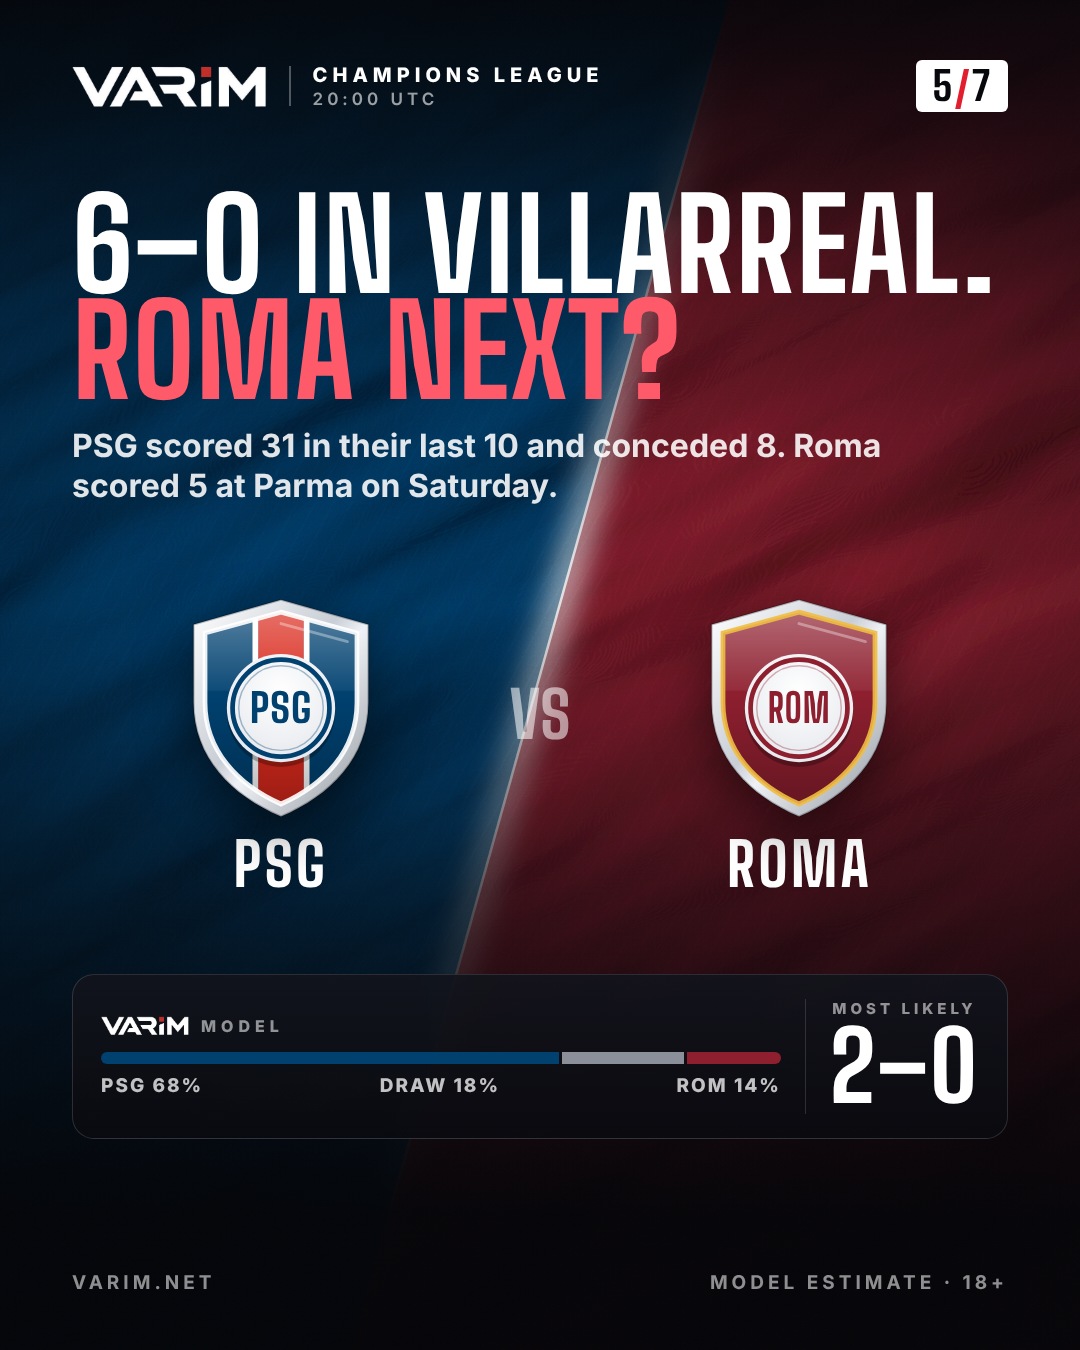 VARiM
CHAMPIONS LEAGUE
20:00 UTC
5/7
6–0 IN VILLARREAL.
ROMA NEXT?
PSG scored 31 in their last 10 and conceded 8. Roma
scored 5 at Parma on Saturday.
PSG
VS
ROM
PSG
ROMA
VARiM MODEL
PSG 68%
DRAW 18%
ROM 14%
MOST LIKELY
2–0
VARIM.NET
MODEL ESTIMATE · 18+